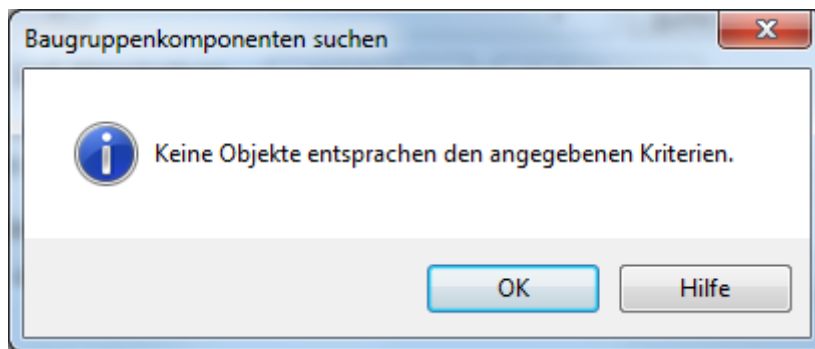 Baugruppenkomponenten suchen
Keine Objekte entsprachen den angegebenen Kriterien.
OK
Hilfe